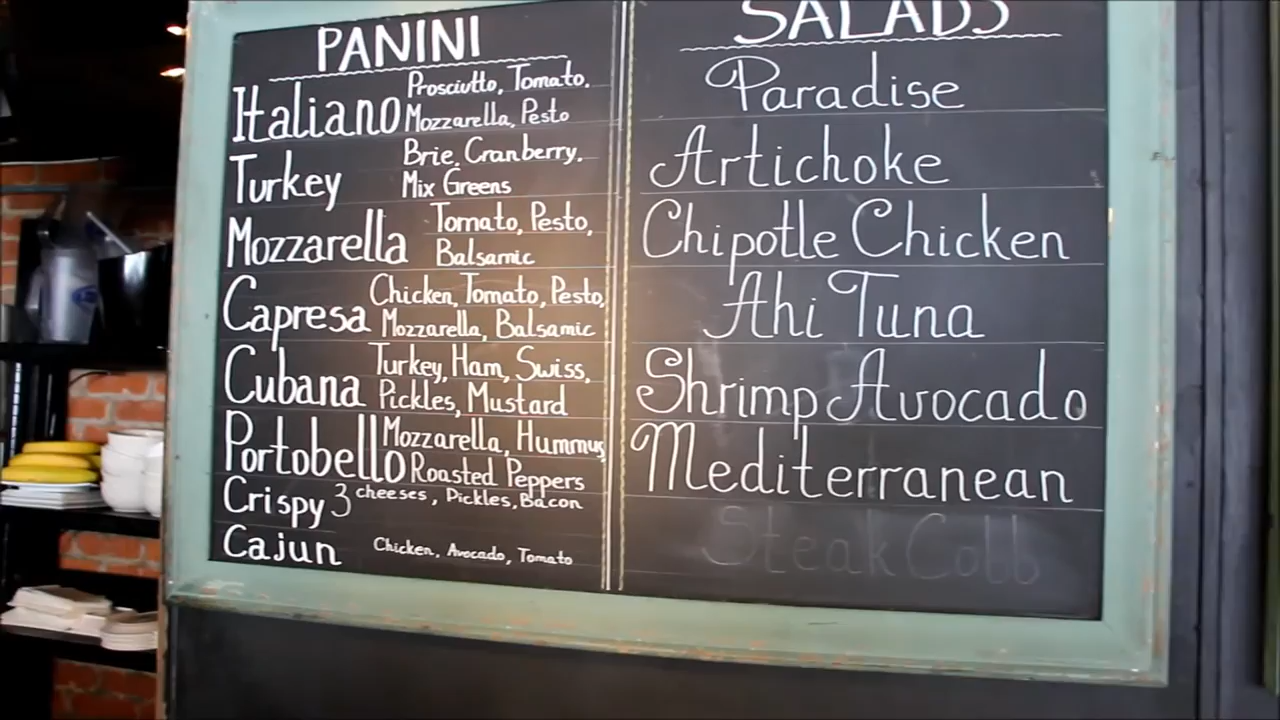 PANINI
Italiano Prosciutto, Tomato,
Mozzarella, Pesto
Turkey Brie, Cranberry,
Mix Greens
Mozzarella Tomato, Pesto,
Balsamic
Capresa Chicken, Tomato, Pesto,
Mozzarella, Balsamic
Cubana Turkey, Ham, Swiss,
Pickles, Mustard
Portobello Mozzarella, Hummus
Roasted Peppers
Crispy 3 cheeses, Pickles, Bacon
Cajun Chicken, Avocado, Tomato
SALADS
Paradise
Artichoke
Chipotle Chicken
Ahi Tuna
Shrimp Avocado
Mediterranean
Steak Cobb